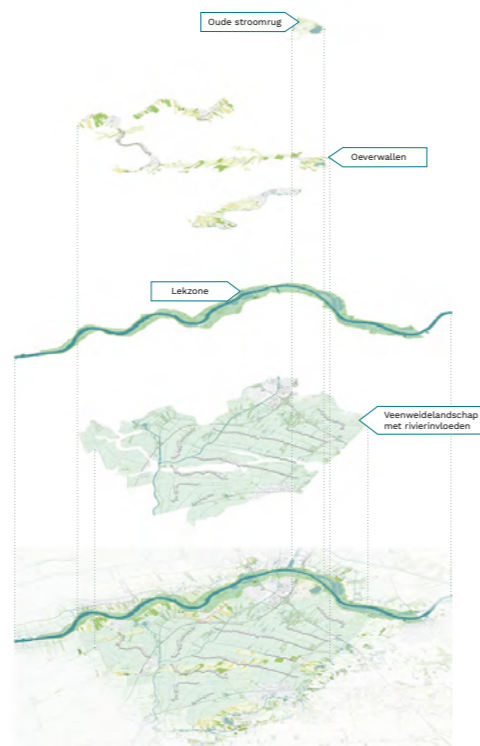 Oude stroomrug
Oeverwallen
Lekzone
Veenweidelandschap
met rivierinvloeden